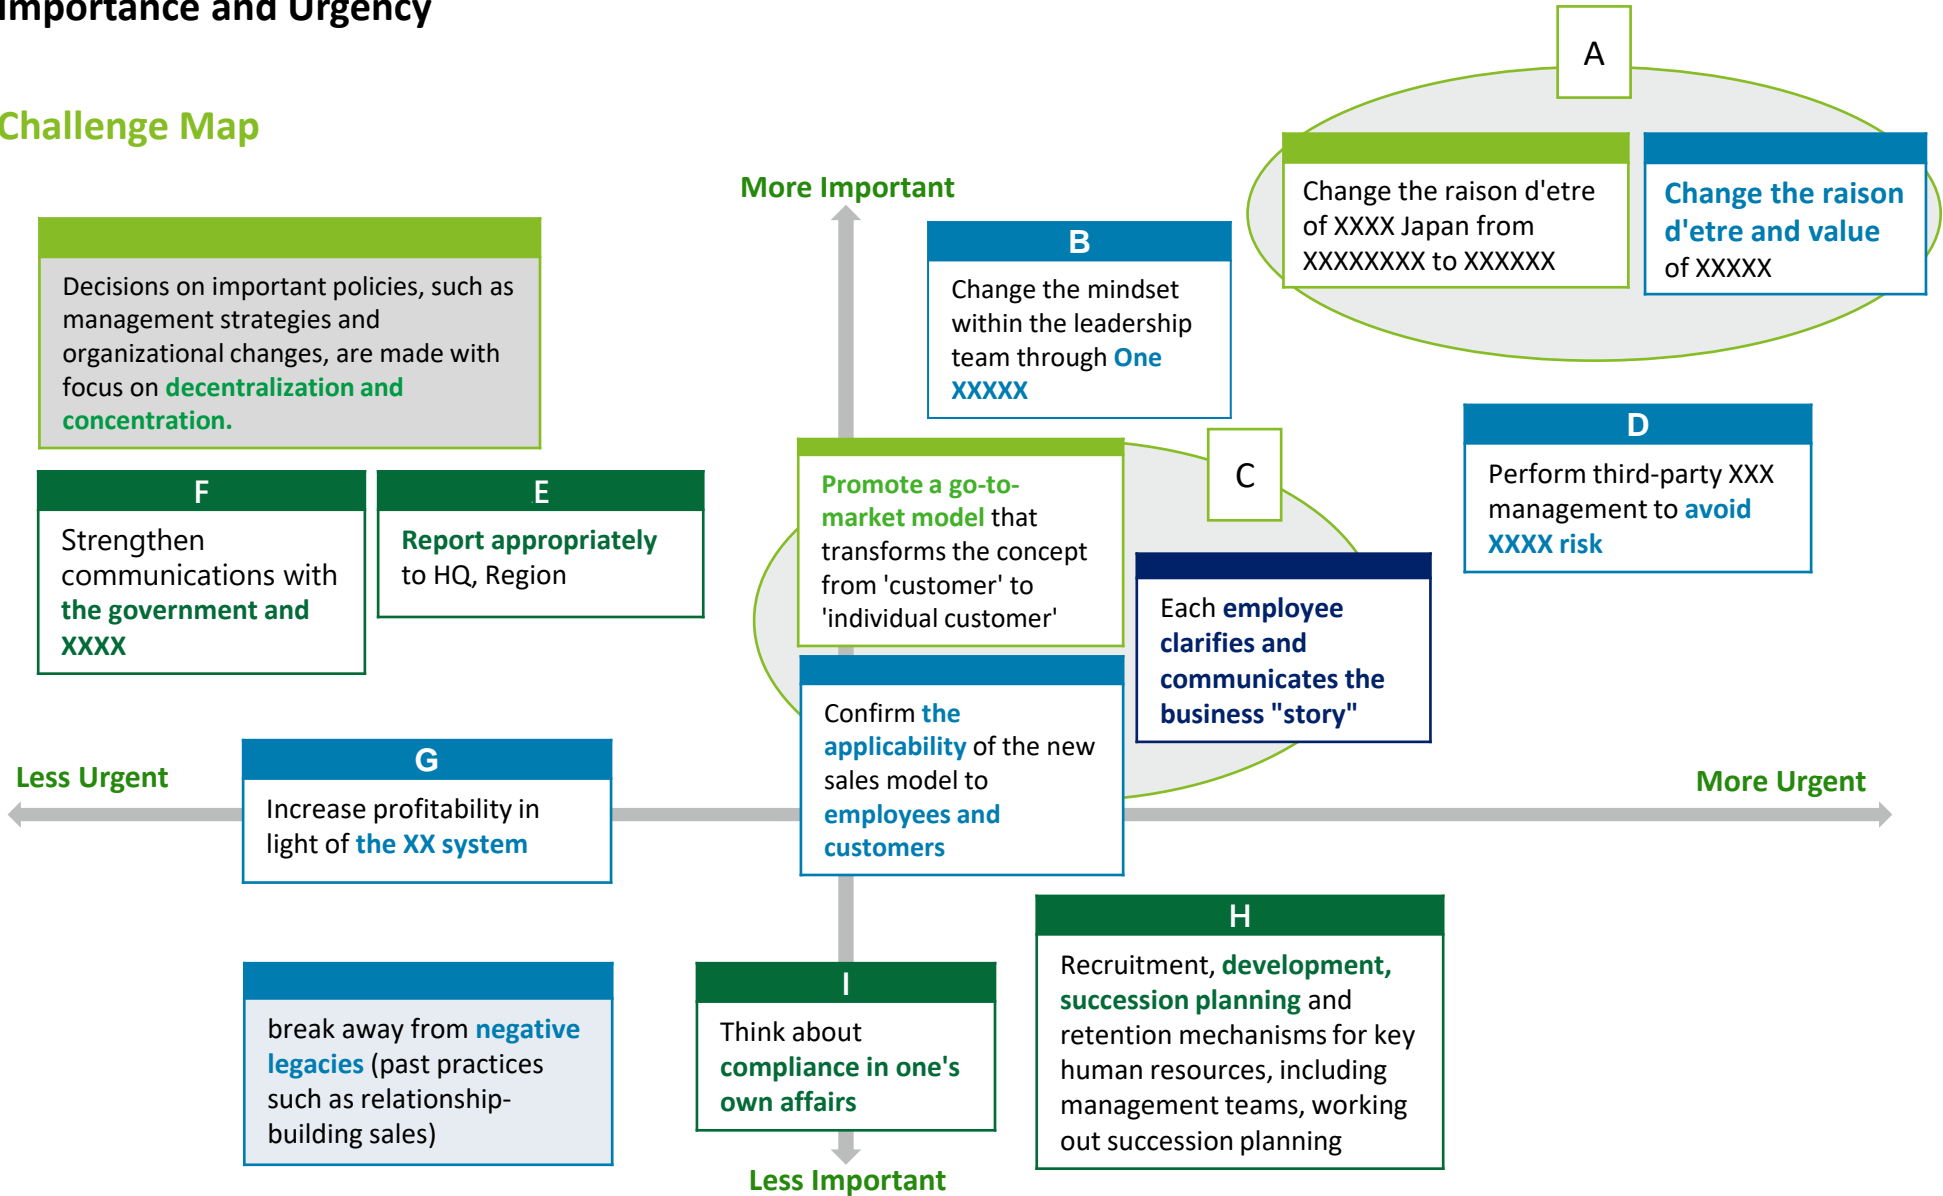 Importance and Urgency
Challenge Map
A
Change the raison d'etre
of XXXX Japan from
XXXXXXXX to XXXXXX
Change the raison
d'etre and value
of XXXXX
More Important
B
Change the mindset
within the leadership
team through One
XXXXX
Decisions on important policies, such as
management strategies and
organizational changes, are made with
focus on decentralization and
concentration.
F
Strengthen
communications with
the government and
XXXX
E
Report appropriately
to HQ, Region
C
Promote a go-to-
market model that
transforms the concept
from 'customer' to
'individual customer'
Each employee
clarifies and
communicates the
business "story"
Confirm the
applicability of the new
sales model to
employees and
customers
D
Perform third-party XXX
management to avoid
XXXX risk
Less Urgent
G
Increase profitability in
light of the XX system
More Urgent
break away from negative
legacies (past practices
such as relationship-
building sales)
I
Think about
compliance in one's
own affairs
H
Recruitment, development,
succession planning and
retention mechanisms for key
human resources, including
management teams, working
out succession planning
Less Important